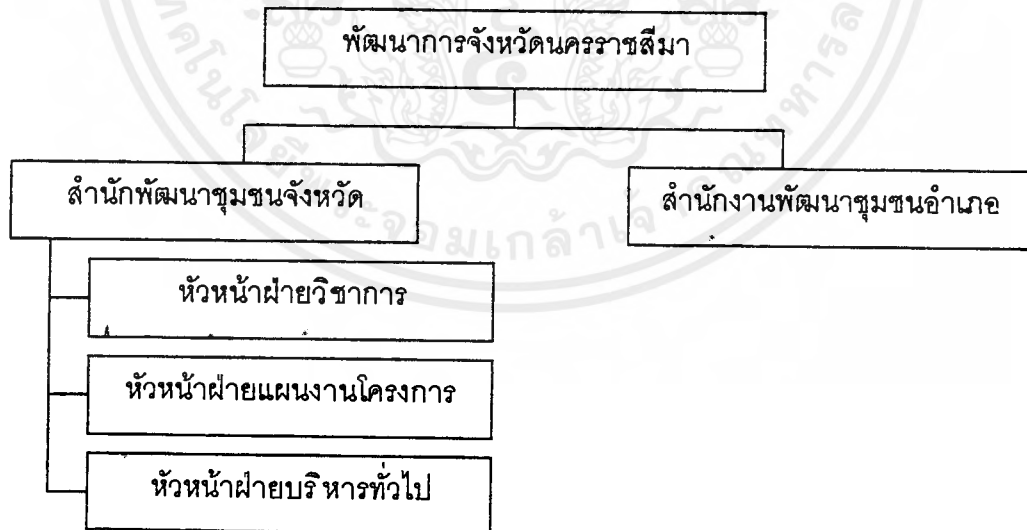 พัฒนาการจังหวัดนครราชสีมา
สำนักพัฒนาชุมชนจังหวัด
สำนักงานพัฒนาชุมชนอำเภอ
หัวหน้าฝ่ายวิชาการ
หัวหน้าฝ่ายแผนงานโครงการ
หัวหน้าฝ่ายบริหารทั่วไป